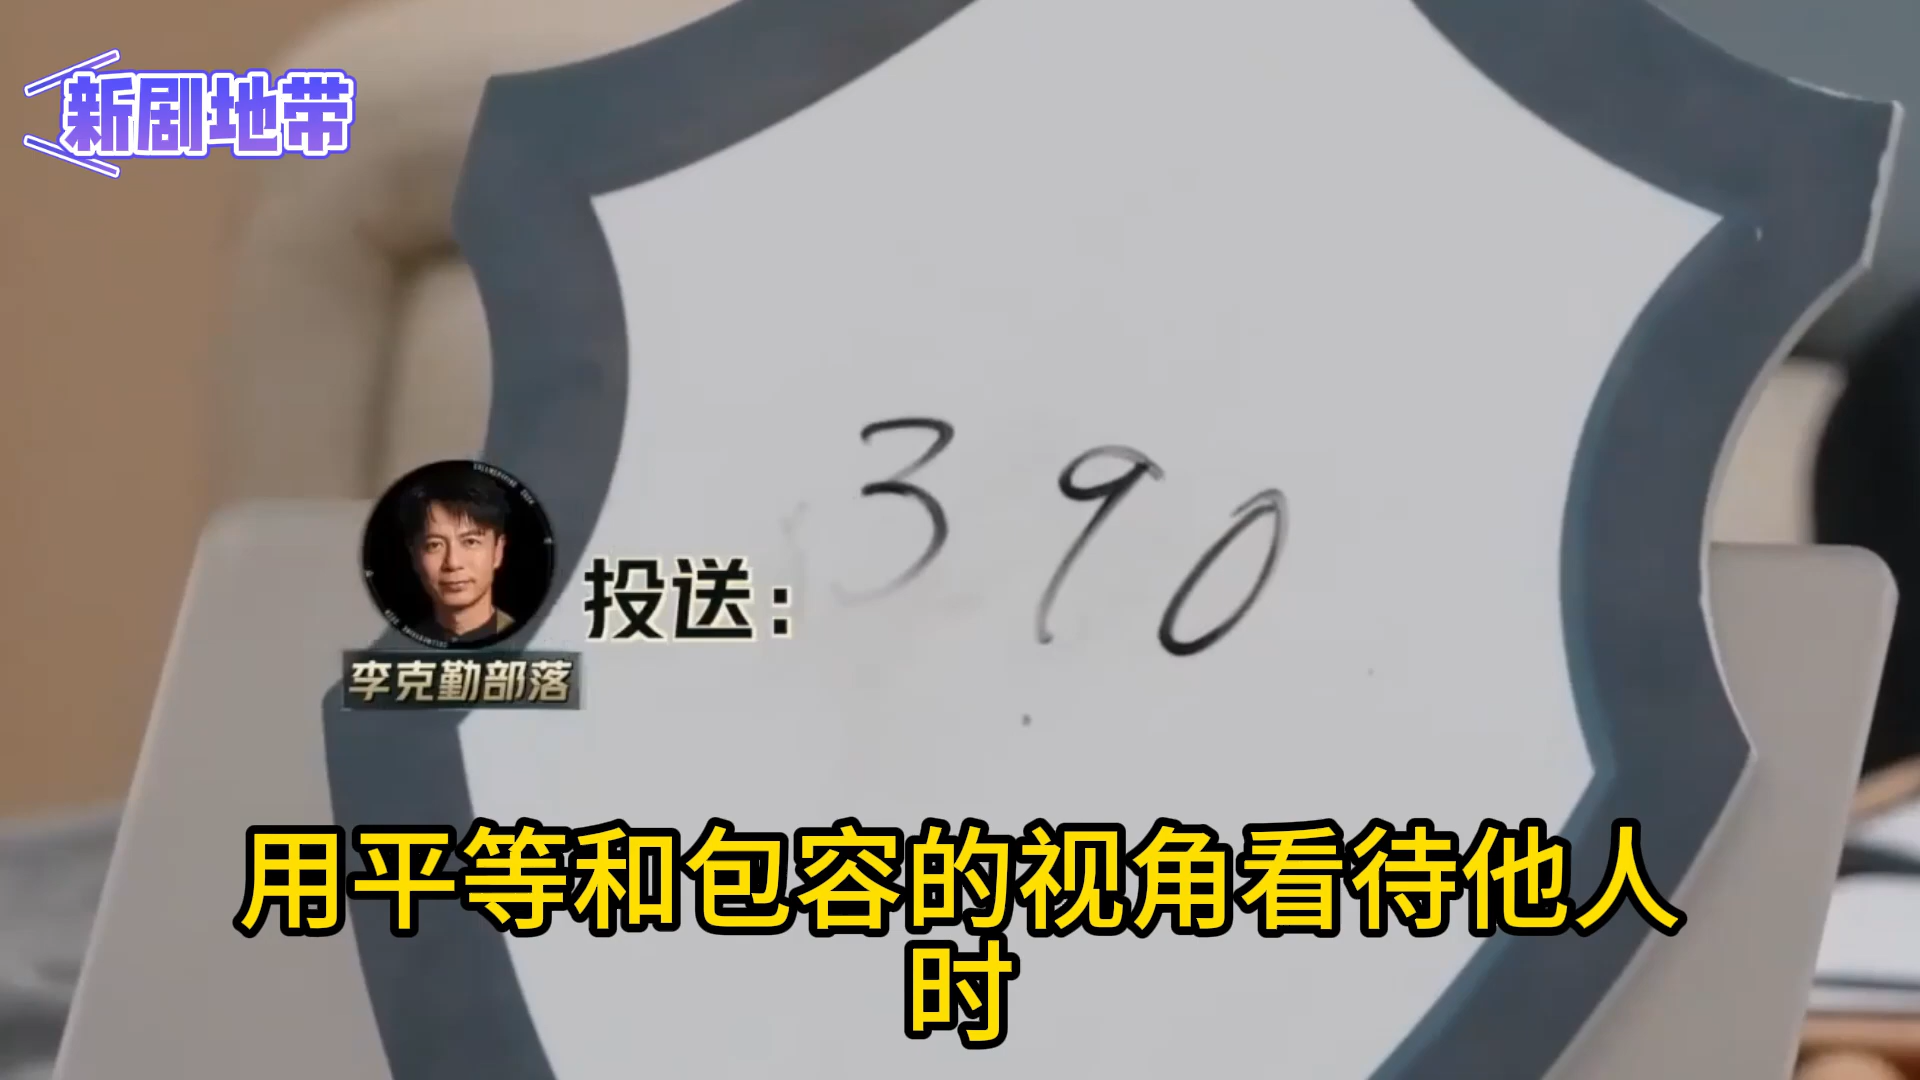 新剧地带
390
投送：
李克勤部落
用平等和包容的视角看待他人
时